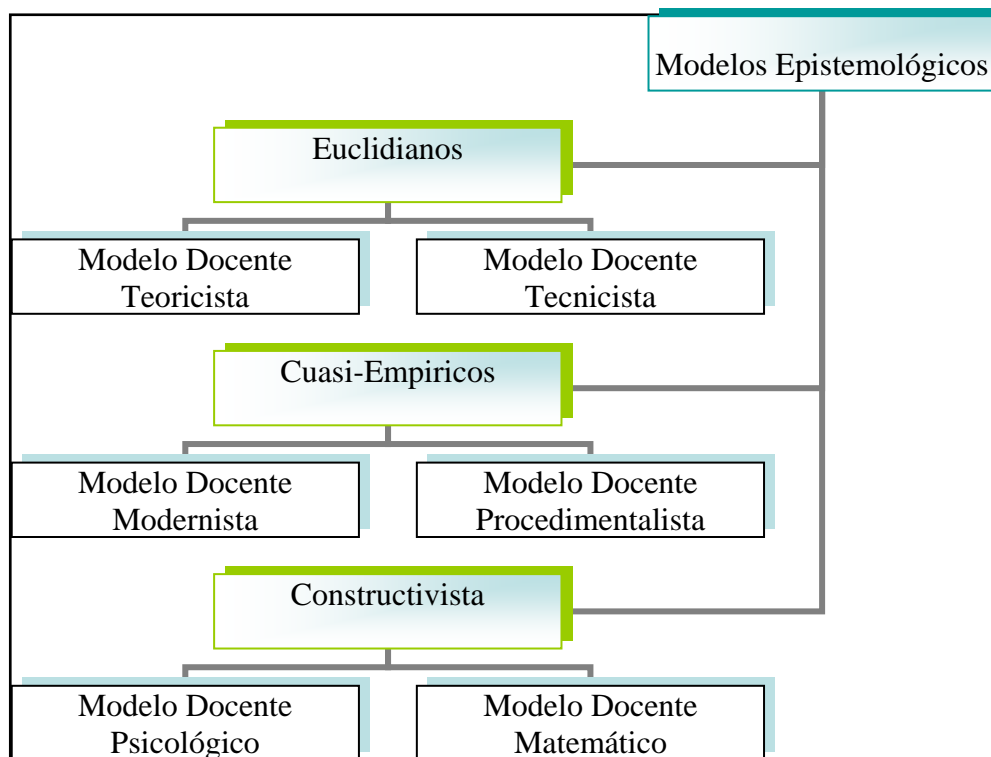 Modelos Epistemológicos
Euclidianos
Modelo Docente
Teoricista
Modelo Docente
Tecnicista
Cuasi-Empiricos
Modelo Docente
Modernista
Modelo Docente
Procedimentalista
Constructivista
Modelo Docente
Psicológico
Modelo Docente
Matemático